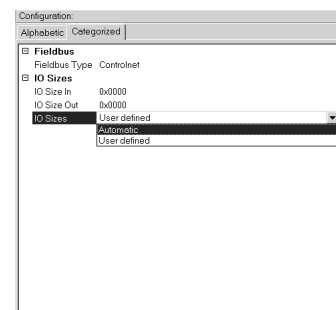 Configuration:
Alphabetic Categorized
Fieldbus
Fieldbus Type Controlnet
IO Sizes
IO Size In 0x0000
IO Size Out 0x0000
IO Sizes User defined
Automatic
User defined